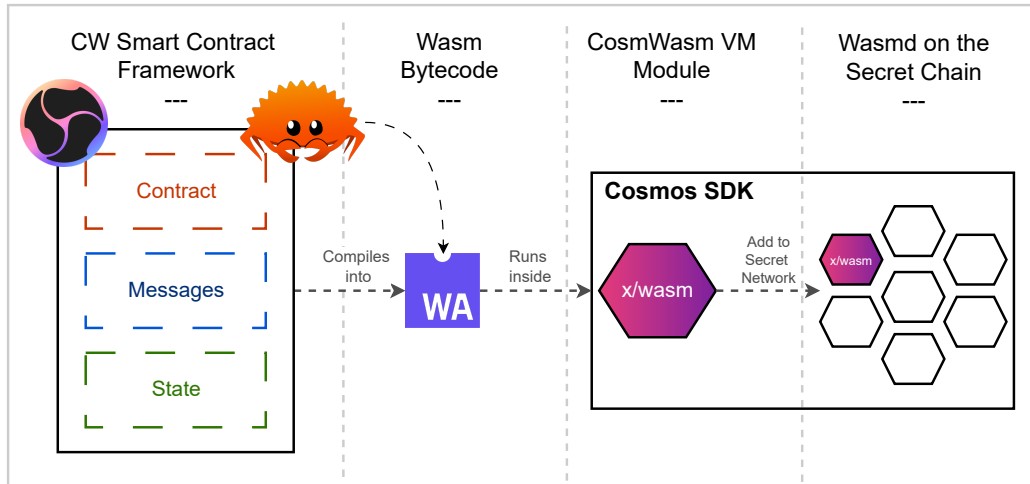 CW Smart Contract
Framework
---
Wasm
Bytecode
---
CosmWasm VM
Module
---
Wasmd on the
Secret Chain
---
Contract
Messages
State
Compiles
into
WA
Runs
inside
Cosmos SDK
x/wasm
Add to
Secret
Network
x/wasm